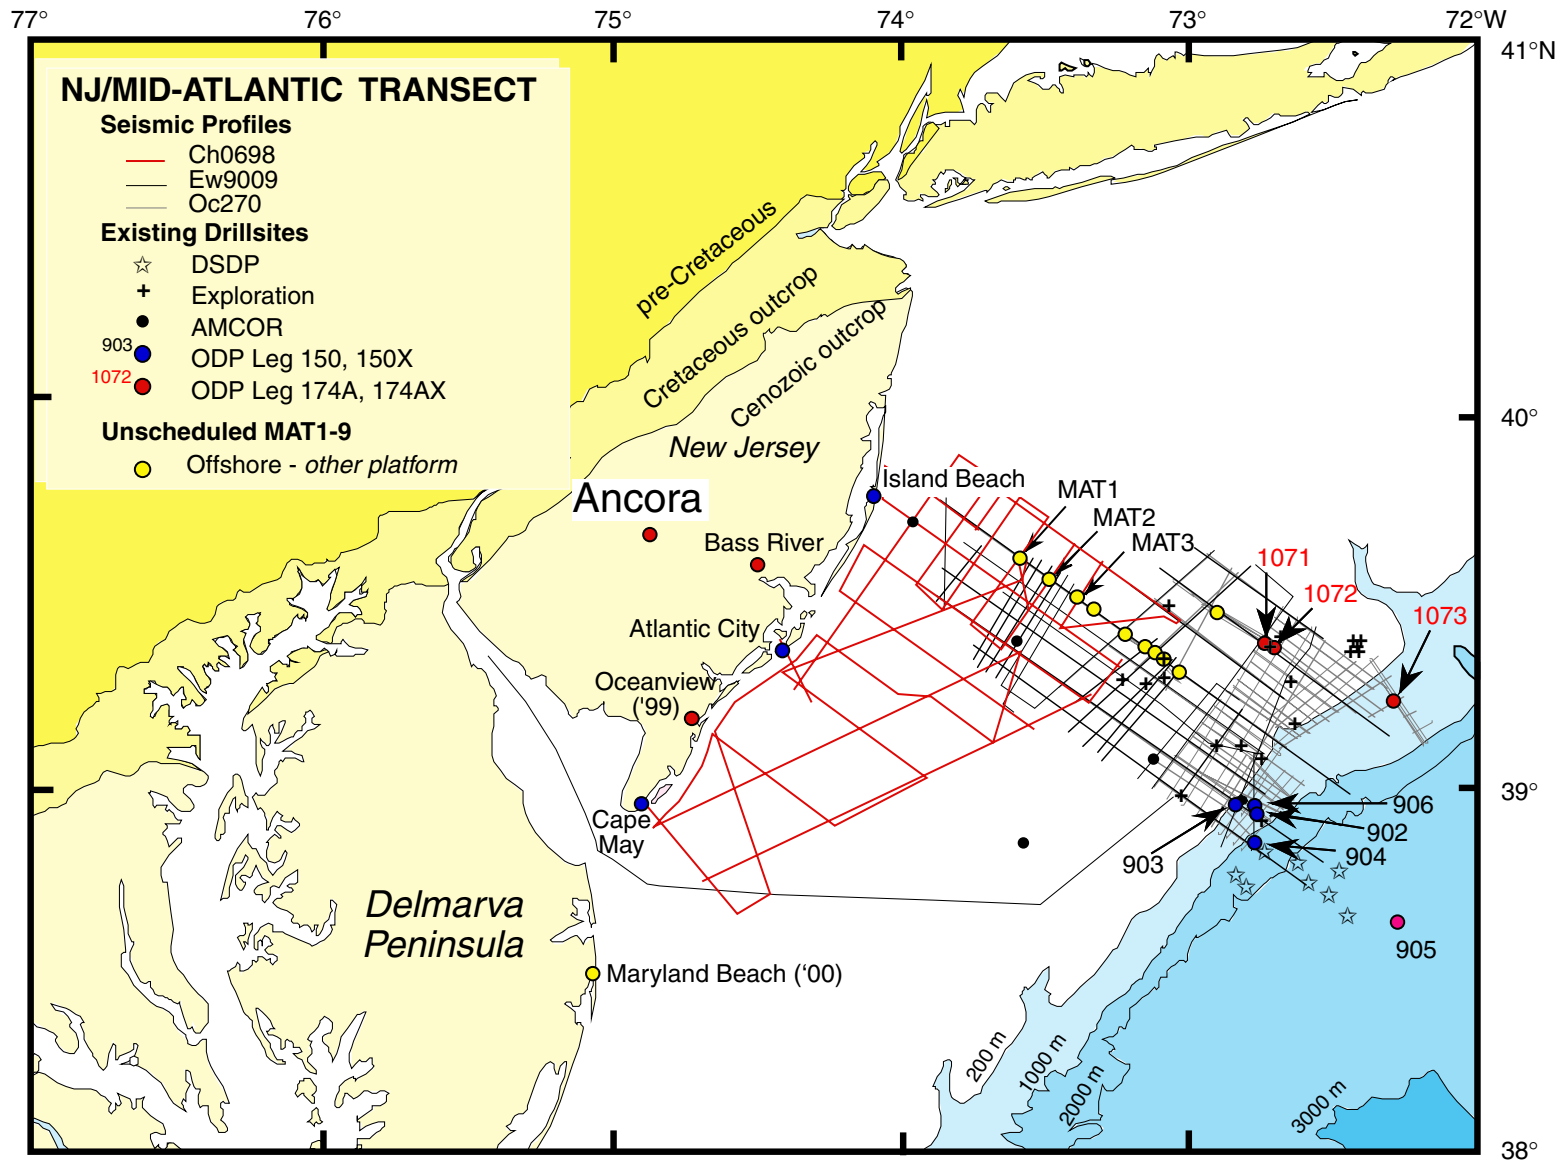 77° 76° 75° 74° 73° 72°W
41°N
NJ/MID-ATLANTIC TRANSECT
Seismic Profiles
Ch0698
Ew9009
Oc270
Existing Drillsites
DSDP
Exploration
AMCOR
903 ODP Leg 150, 150X
1072 ODP Leg 174A, 174AX
Unscheduled MAT1-9
Offshore - other platform
pre-Cretaceous
Cretaceous outcrop
Cenozoic outcrop
40°
New Jersey
Island Beach
Ancora
MAT1
MAT2
MAT3
Bass River
1071
1072
1073
Atlantic City
Oceanview
('99)
39°
Cape
May
906
902
904
903
Delmarva
Peninsula
905
Maryland Beach (‘00)
200 m
1000 m
2000 m
3000 m
38°